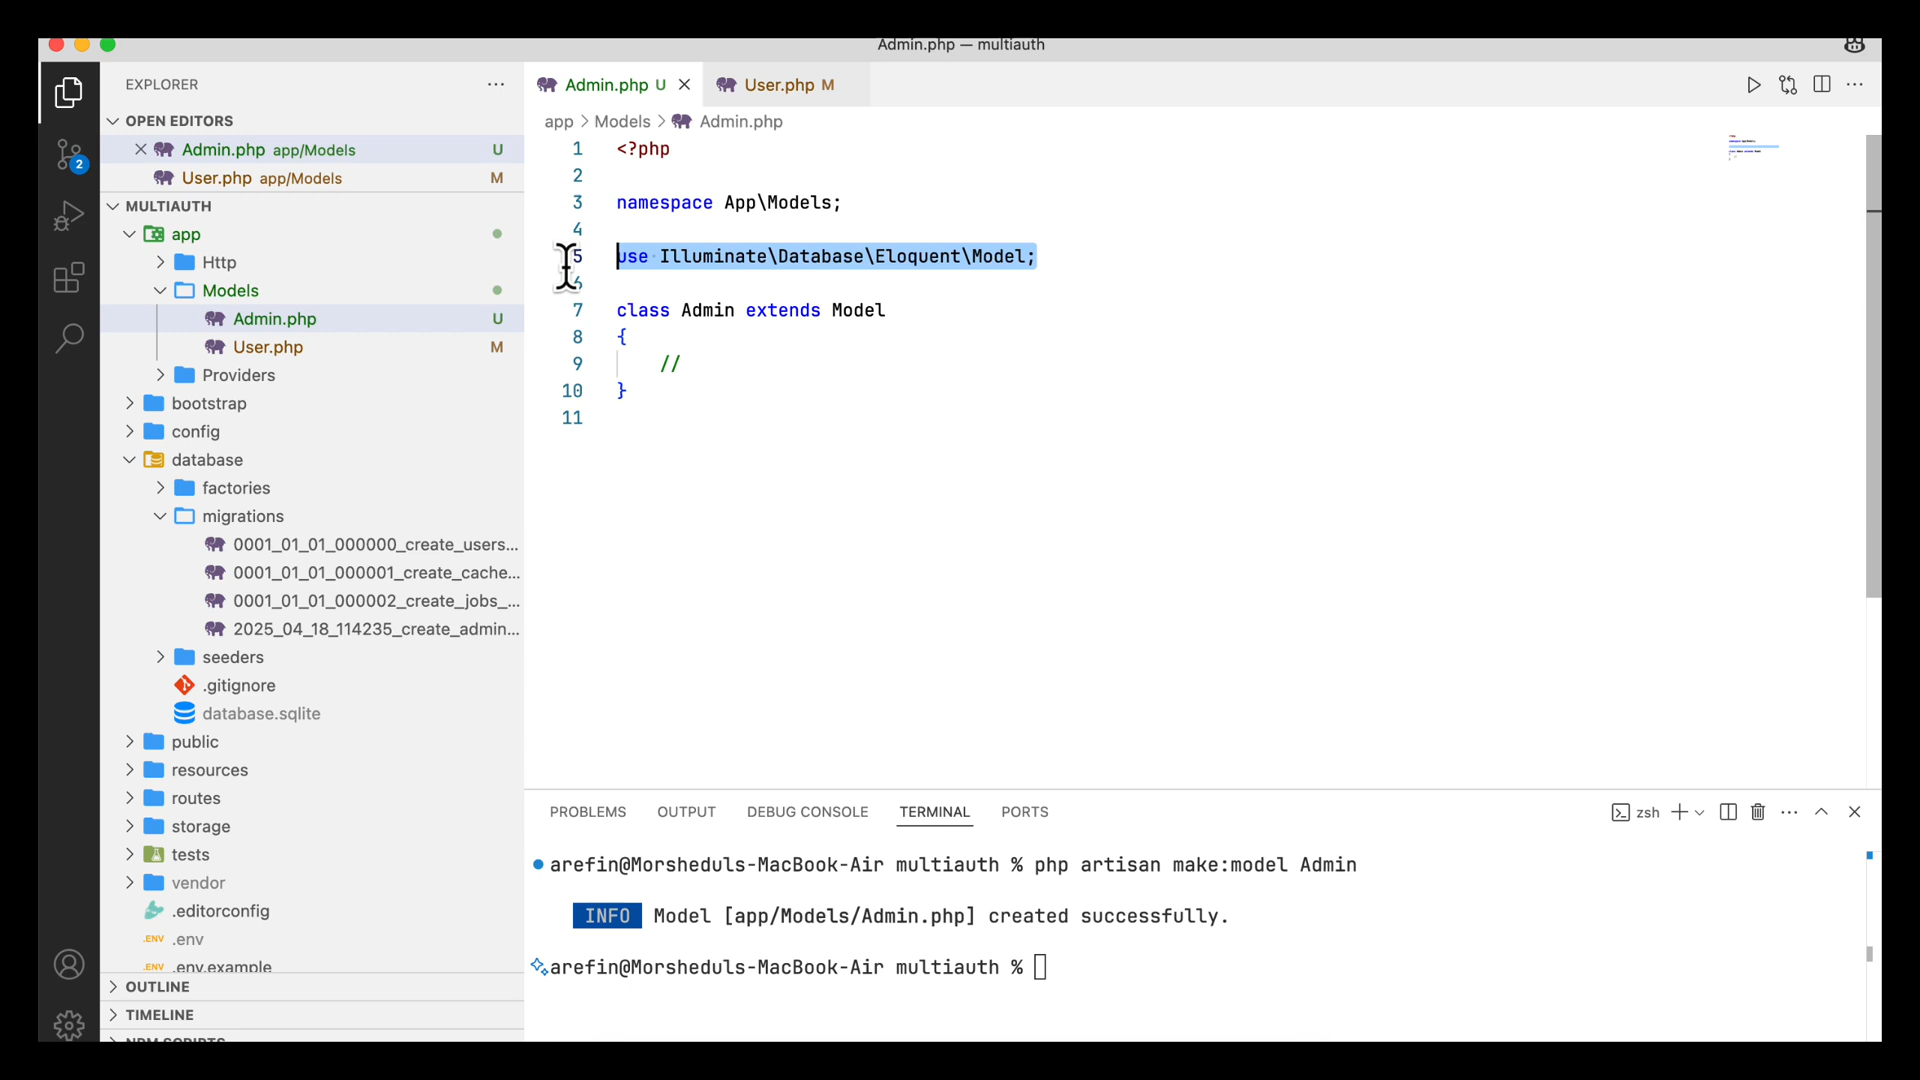 Admin.php — multiauth
EXPLORER
OPEN EDITORS
Admin.php app/Models U
User.php app/Models M
MULTIAUTH
app
Http
Models
Admin.php U
User.php M
Providers
bootstrap
config
database
factories
migrations
0001_01_01_000000_create_users...
0001_01_01_000001_create_cache...
0001_01_01_000002_create_jobs_...
2025_04_18_114235_create_admin...
seeders
.gitignore
database.sqlite
public
resources
routes
storage
tests
vendor
.editorconfig
.ENV .env
.ENV .env.example
OUTLINE
TIMELINE
NPM SCRIPTS
2
Admin.php U
User.php M
app > Models > Admin.php
1 <?php
2
3 namespace App\Models;
4
5 use Illuminate\Database\Eloquent\Model;
6
7 class Admin extends Model
8 {
9 //
10 }
11
PROBLEMS OUTPUT DEBUG CONSOLE TERMINAL PORTS
zsh
arefin@Morsheduls-MacBook-Air multiauth % php artisan make:model Admin
INFO Model [app/Models/Admin.php] created successfully.
arefin@Morsheduls-MacBook-Air multiauth %